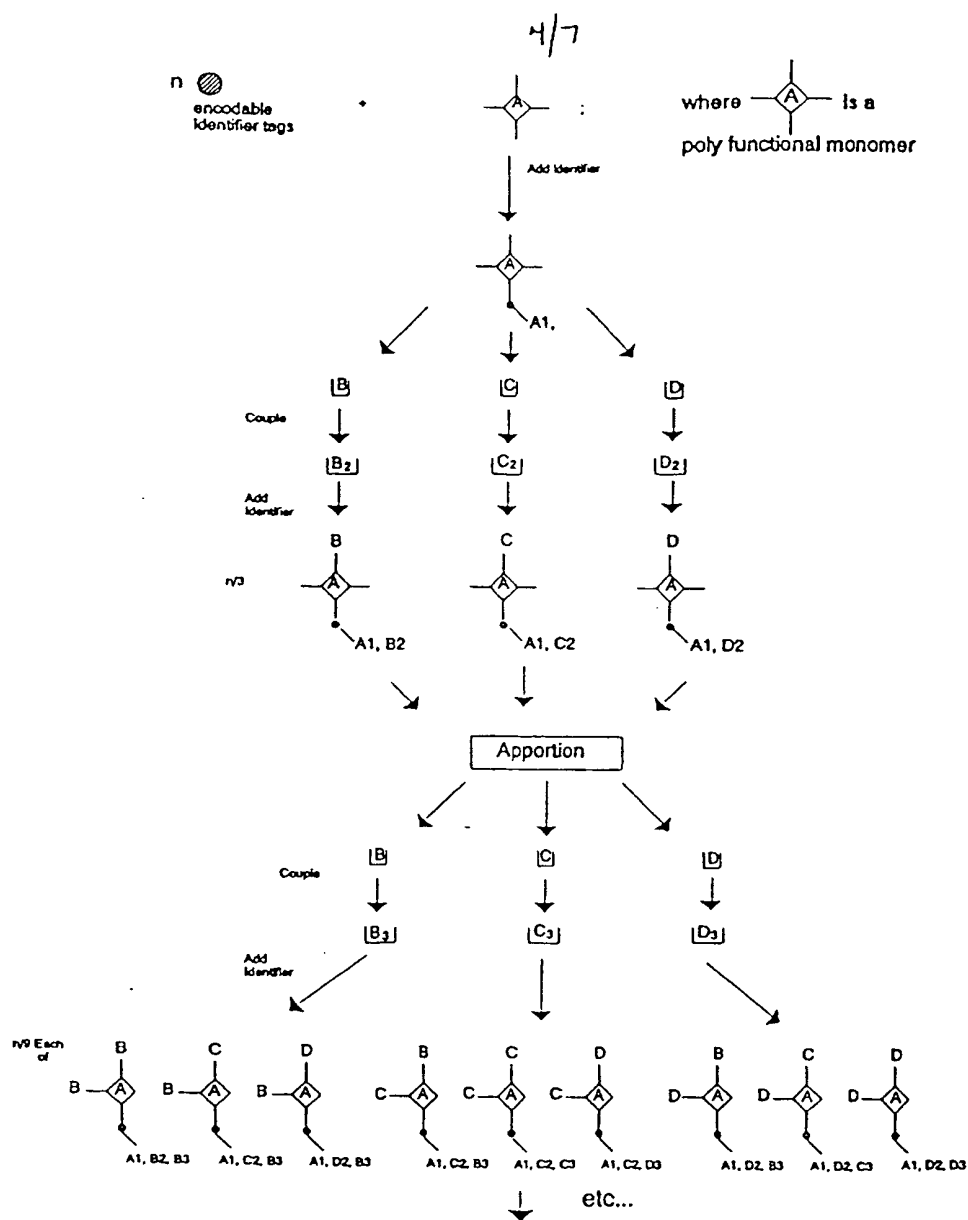 4/7
n
encodable
Identifier tags
+
A
:
where A Is a
poly functional monomer
Add Identifier
A
A1,
B C D
Couple
B2 C2 D2
Add
Identifier
B C D
n/3
A A A
A1, B2 A1, C2 A1, D2
Apportion
B C D
Couple
B3 C3 D3
Add
Identifier
n/9 Each
of
B C D B C D B C D
B A B A B A C A C A C A D A D A D A
A1, B2, B3 A1, C2, B3 A1, D2, B3 A1, C2, B3 A1, C2, C3 A1, C2, D3 A1, D2, B3 A1, D2, C3 A1, D2, D3
etc...